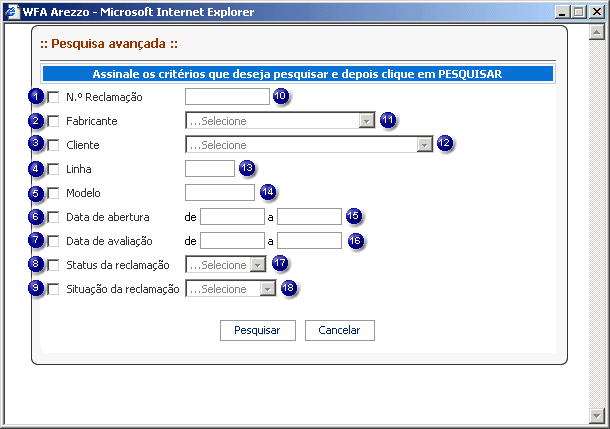 WFA Arezzo - Microsoft Internet Explorer
:: Pesquisa avançada ::
Assinale os critérios que deseja pesquisar e depois clique em PESQUISAR
1 N.º Reclamação 10
2 Fabricante ...Selecione 11
3 Cliente ...Selecione 12
4 Linha 13
5 Modelo 14
6 Data de abertura de a 15
7 Data de avaliação de a 16
8 Status da reclamação ...Selecione 17
9 Situação da reclamação ...Selecione 18
Pesquisar Cancelar